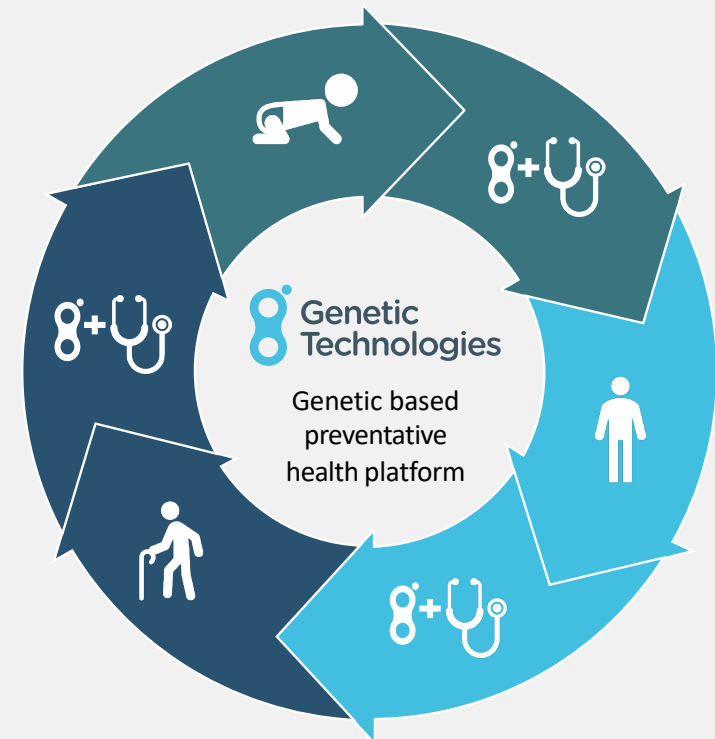 Genetic
Technologies
Genetic based
preventative
health platform